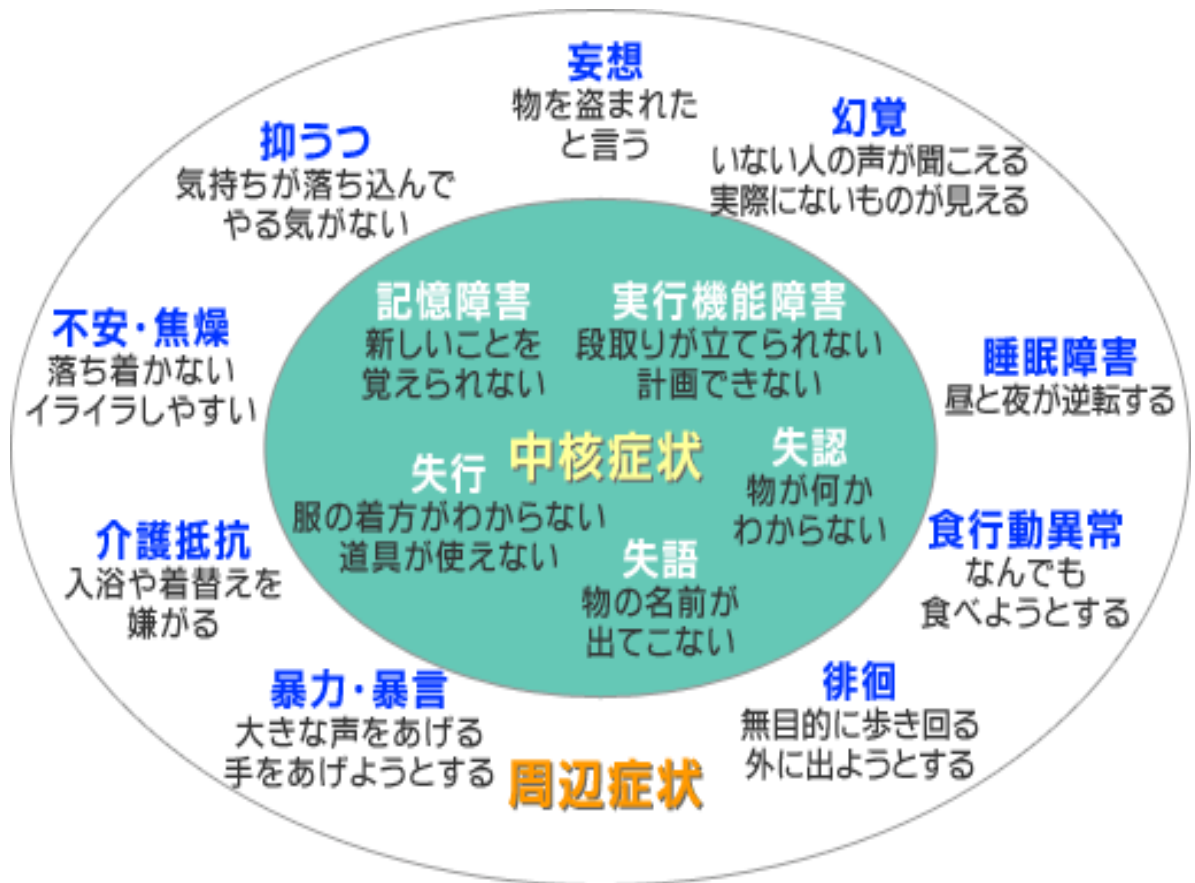 妄想
物を盗まれた
と言う
幻覚
いない人の声が聞こえる
実際にないものが見える
抑うつ
気持ちが落ち込んで
やる気がない
記憶障害
新しいことを
覚えられない
実行機能障害
段取りが立てられない
計画できない
不安・焦燥
落ち着かない
イライラしやすい
睡眠障害
昼と夜が逆転する
中核症状
失行
服の着方がわからない
道具が使えない
失認
物が何か
わからない
失語
物の名前が
出てこない
介護抵抗
入浴や着替えを
嫌がる
食行動異常
なんでも
食べようとする
暴力・暴言
大きな声をあげる
手をあげようとする
徘徊
無目的に歩き回る
外に出ようとする
周辺症状